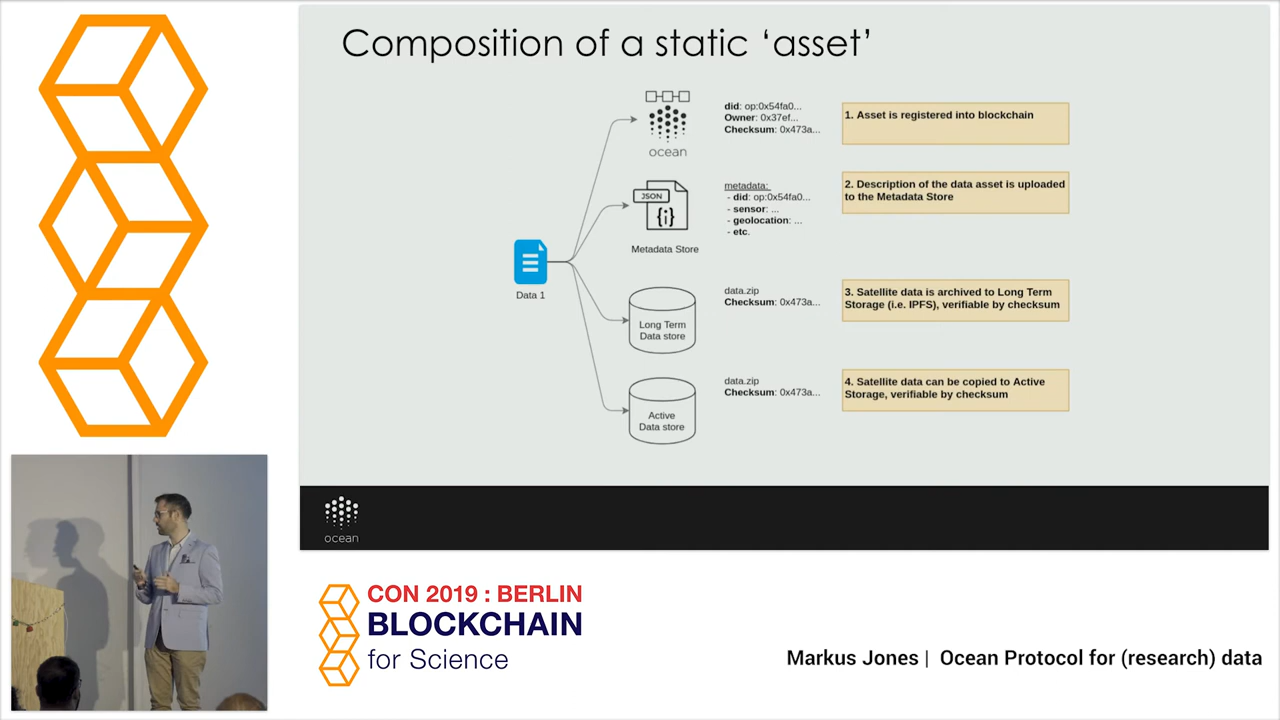 Composition of a static ‘asset’
ocean
did: op:0x54fa0...
Owner: 0x37ef...
Checksum: 0x473a...
1. Asset is registered into blockchain
JSON
{i}
Metadata Store
metadata:
- did: op:0x54fa0...
- sensor: ...
- geolocation: ...
- etc.
2. Description of the data asset is uploaded
to the Metadata Store
Data 1
Long Term
Data store
data.zip
Checksum: 0x473a...
3. Satellite data is archived to Long Term
Storage (i.e. IPFS), verifiable by checksum
Active
Data store
data.zip
Checksum: 0x473a...
4. Satellite data can be copied to Active
Storage, verifiable by checksum
ocean
CON 2019 : BERLIN
BLOCKCHAIN
for Science
Markus Jones | Ocean Protocol for (research) data